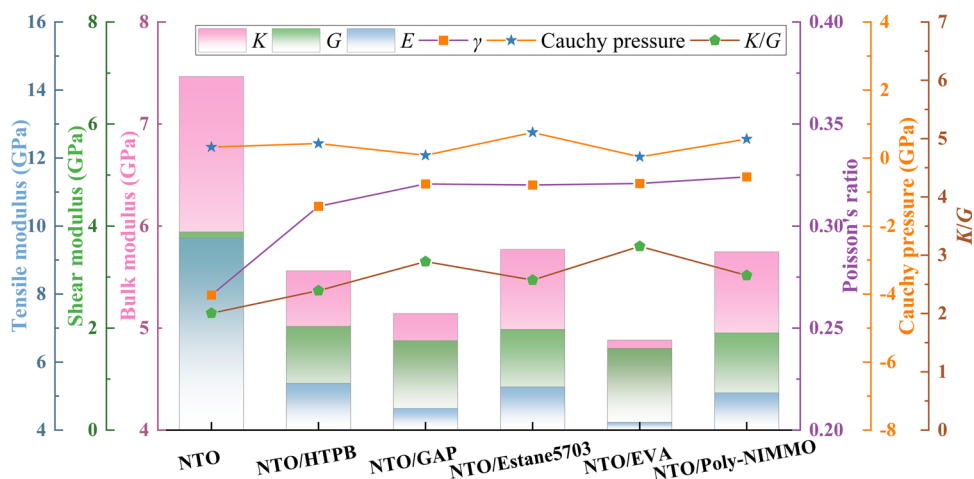 K G E γ Cauchy pressure K/G
Tensile modulus (GPa)
16
14
12
10
8
6
4
Shear modulus (GPa)
8
6
4
2
0
Bulk modulus (GPa)
8
7
6
5
4
Poisson's ratio
0.40
0.35
0.30
0.25
0.20
Cauchy pressure (GPa)
4
2
0
-2
-4
-6
-8
K/G
7
6
5
4
3
2
1
0
NTO
NTO/HTPB
NTO/GAP
NTO/Estane5703
NTO/EVA
NTO/Poly-NIMMO